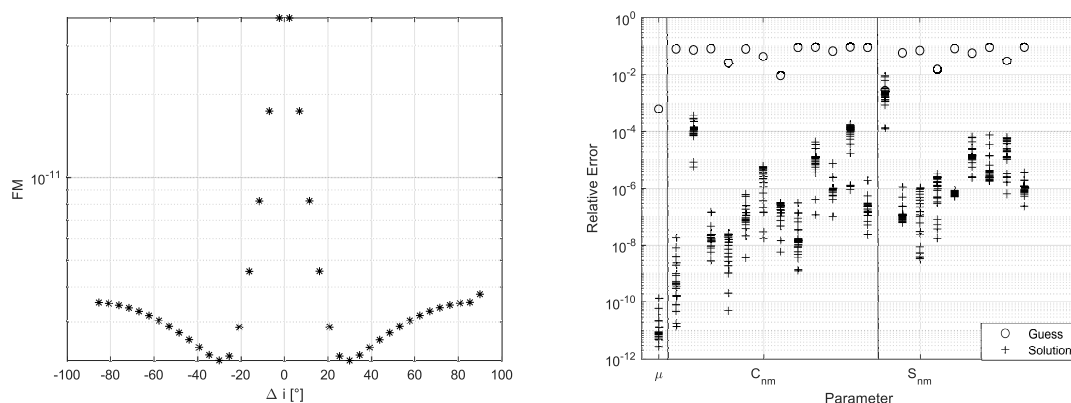 FM
10^-11
-100 -80 -60 -40 -20 0 20 40 60 80 100
Δ i [°]
Relative Error
10^0
10^-2
10^-4
10^-6
10^-8
10^-10
10^-12
μ C_nm S_nm
Parameter
Guess
Solution